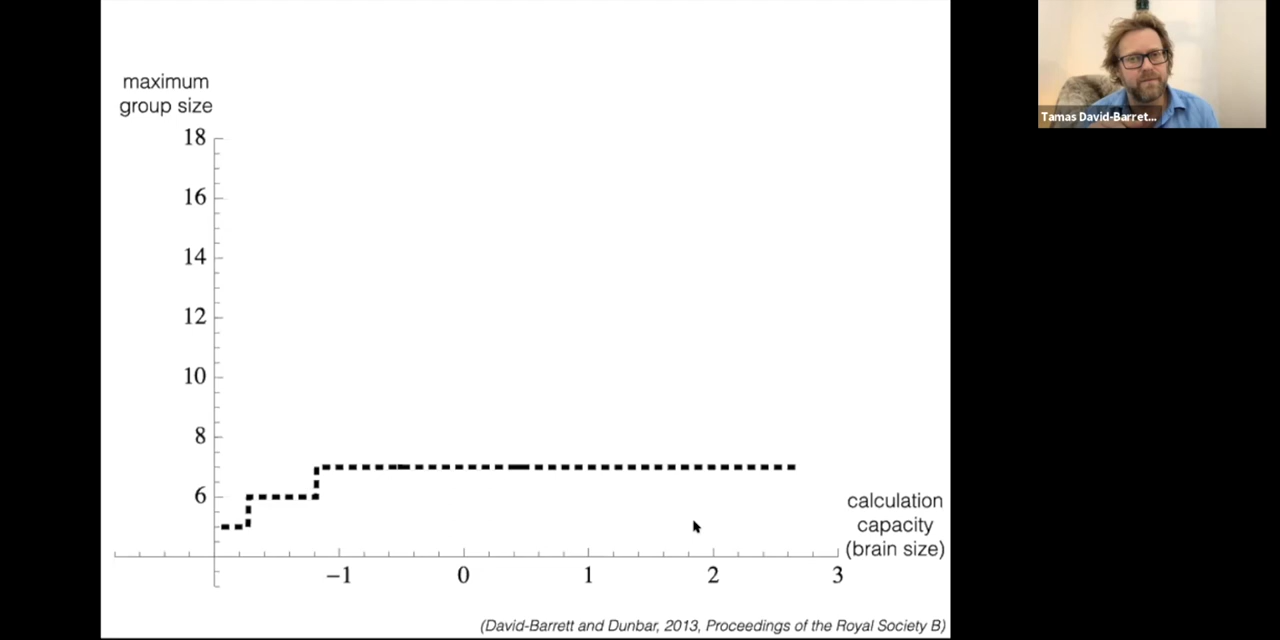 maximum
group size
18
16
14
12
10
8
6
−1
0
1
2
3
calculation
capacity
(brain size)
(David-Barrett and Dunbar, 2013, Proceedings of the Royal Society B)
Tamas David-Barret...